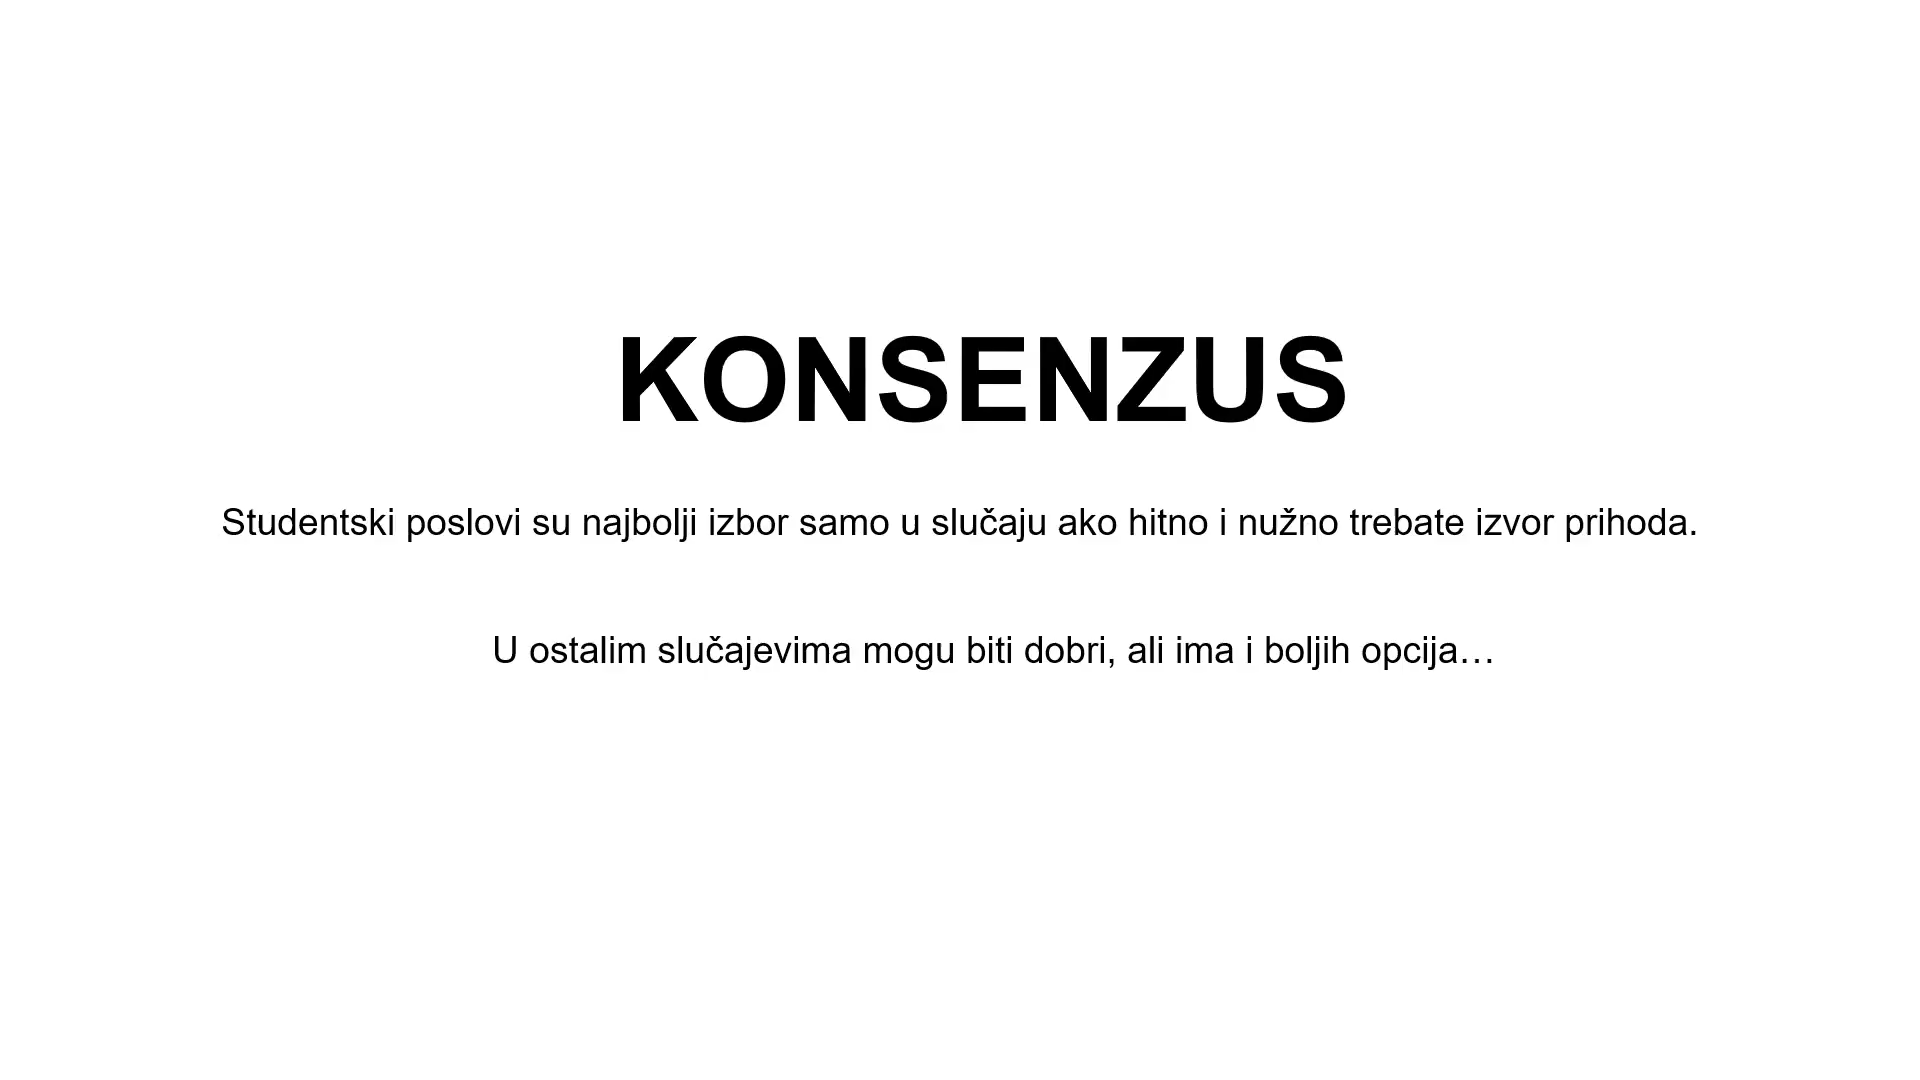 KONSENZUS
Studentski poslovi su najbolji izbor samo u slučaju ako hitno i nužno trebate izvor prihoda.
U ostalim slučajevima mogu biti dobri, ali ima i boljih opcija…